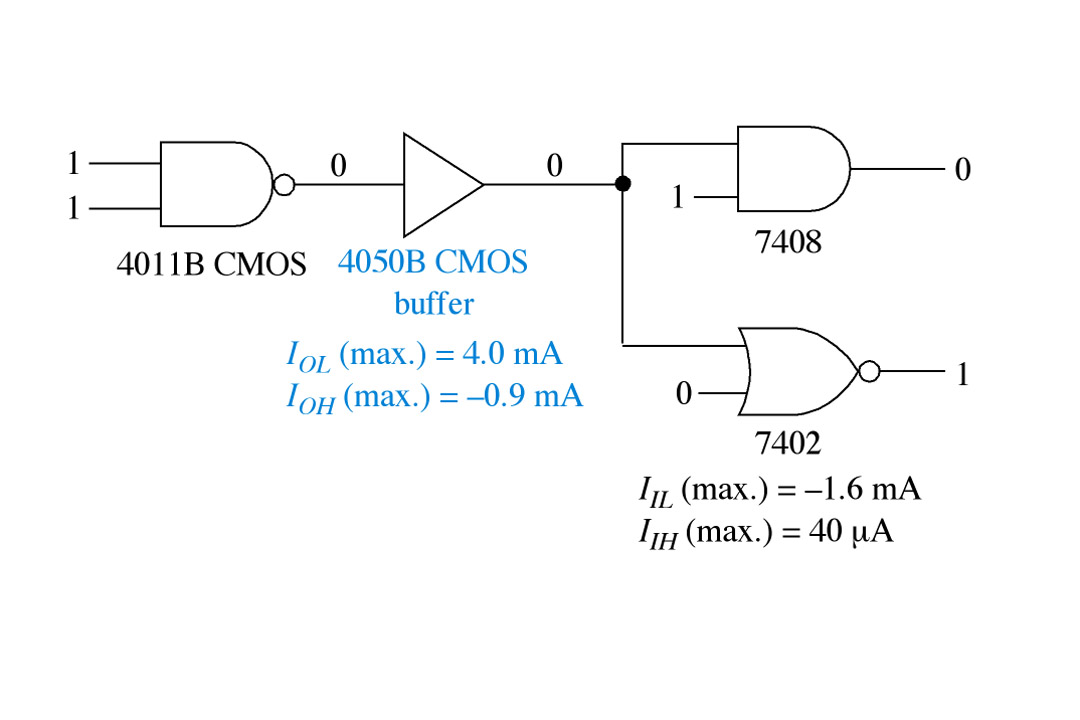 1
1
0
4011B CMOS
4050B CMOS
buffer
I_OL (max.) = 4.0 mA
I_OH (max.) = –0.9 mA
0
1
0
7408
0
1
7402
I_IL (max.) = –1.6 mA
I_IH (max.) = 40 μA